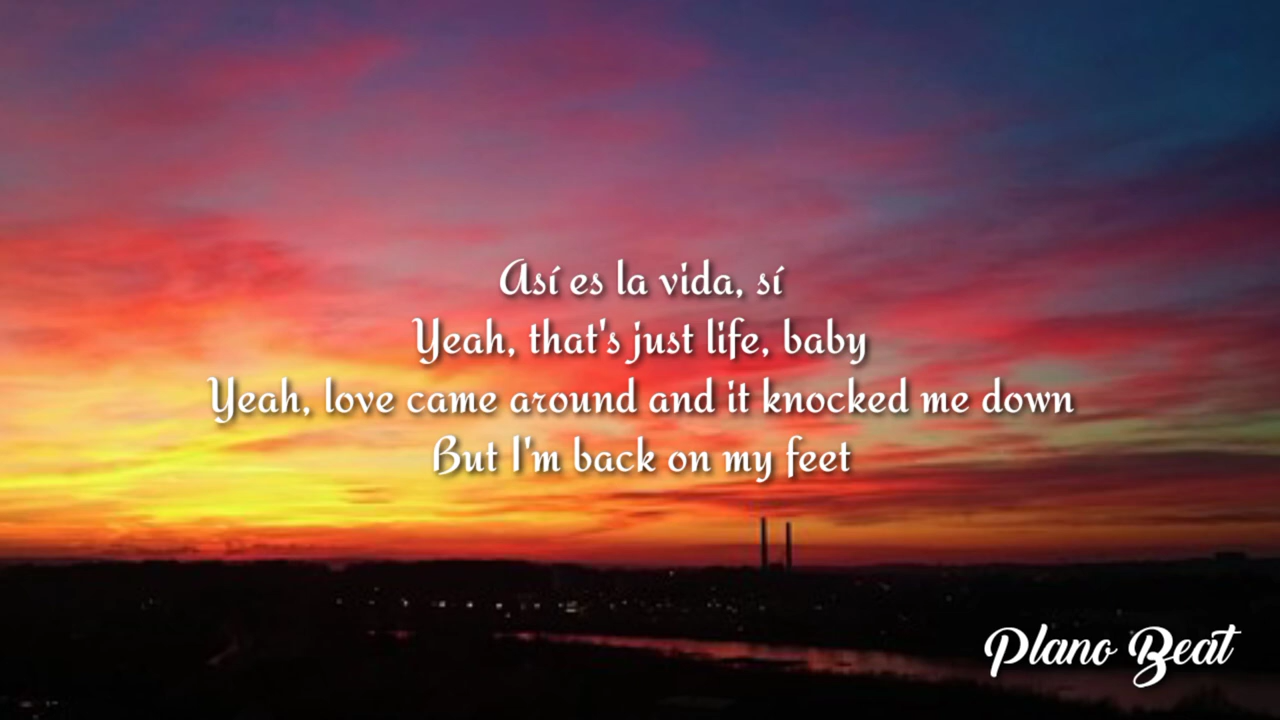 Así es la vida, sí
Yeah, that's just life, baby
Yeah, love came around and it knocked me down
But I'm back on my feet
Plano Beat